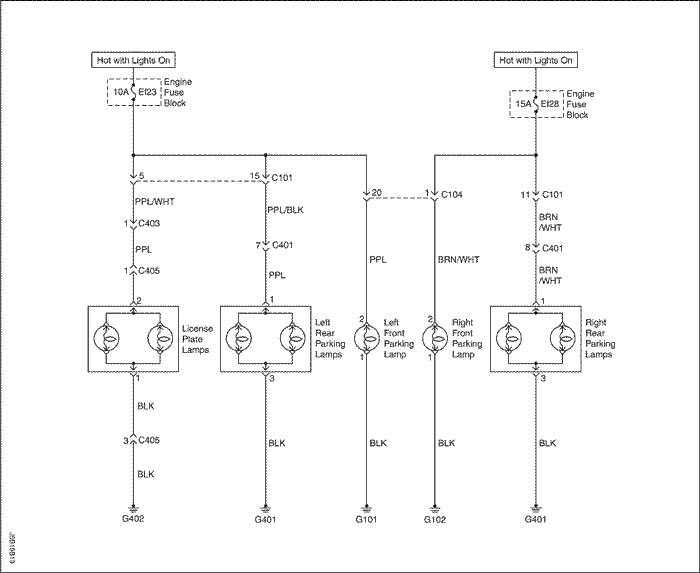 Hot with Lights On
Hot with Lights On
10A Ef23
Engine
Fuse
Block
15A Ef28
Engine
Fuse
Block
5
15 C101
20
1 C104
11 C101
PPL/WHT
PPL/BLK
BRN
/WHT
1 C403
7 C401
8 C401
PPL
PPL
PPL
BRN/WHT
BRN
/WHT
1 C405
2
1
2
2
1
License
Plate
Lamps
Left
Rear
Parking
Lamps
Left
Front
Parking
Lamp
Right
Front
Parking
Lamp
Right
Rear
Parking
Lamps
1
3
1
1
3
BLK
3 C405
BLK
BLK
BLK
BLK
BLK
G402
G401
G101
G102
G401